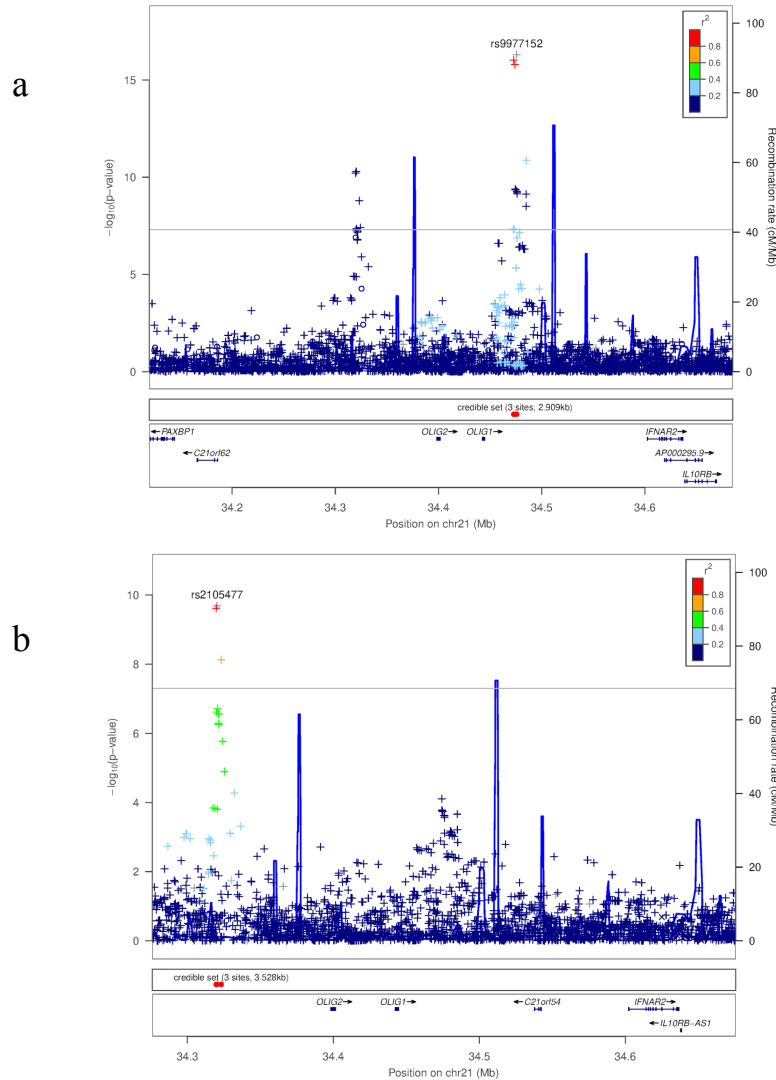 a
rs9977152
r2
0.8
0.6
0.4
0.2
0
5
10
15
−log10(p−value)
0
20
40
60
80
100
Recombination rate (cM/Mb)
credible set (3 sites, 2.909kb)
PAXBP1
OLIG2
OLIG1
IFNAR2
C21orf62
AP000295.9
IL10RB
34.2
34.3
34.4
34.5
34.6
Position on chr21 (Mb)
b
rs2105477
r2
0.8
0.6
0.4
0.2
0
2
4
6
8
10
−log10(p−value)
0
20
40
60
80
100
Recombination rate (cM/Mb)
credible set (3 sites, 3.528kb)
OLIG2
OLIG1
C21orf54
IFNAR2
IL10RB−AS1
34.3
34.4
34.5
34.6
Position on chr21 (Mb)